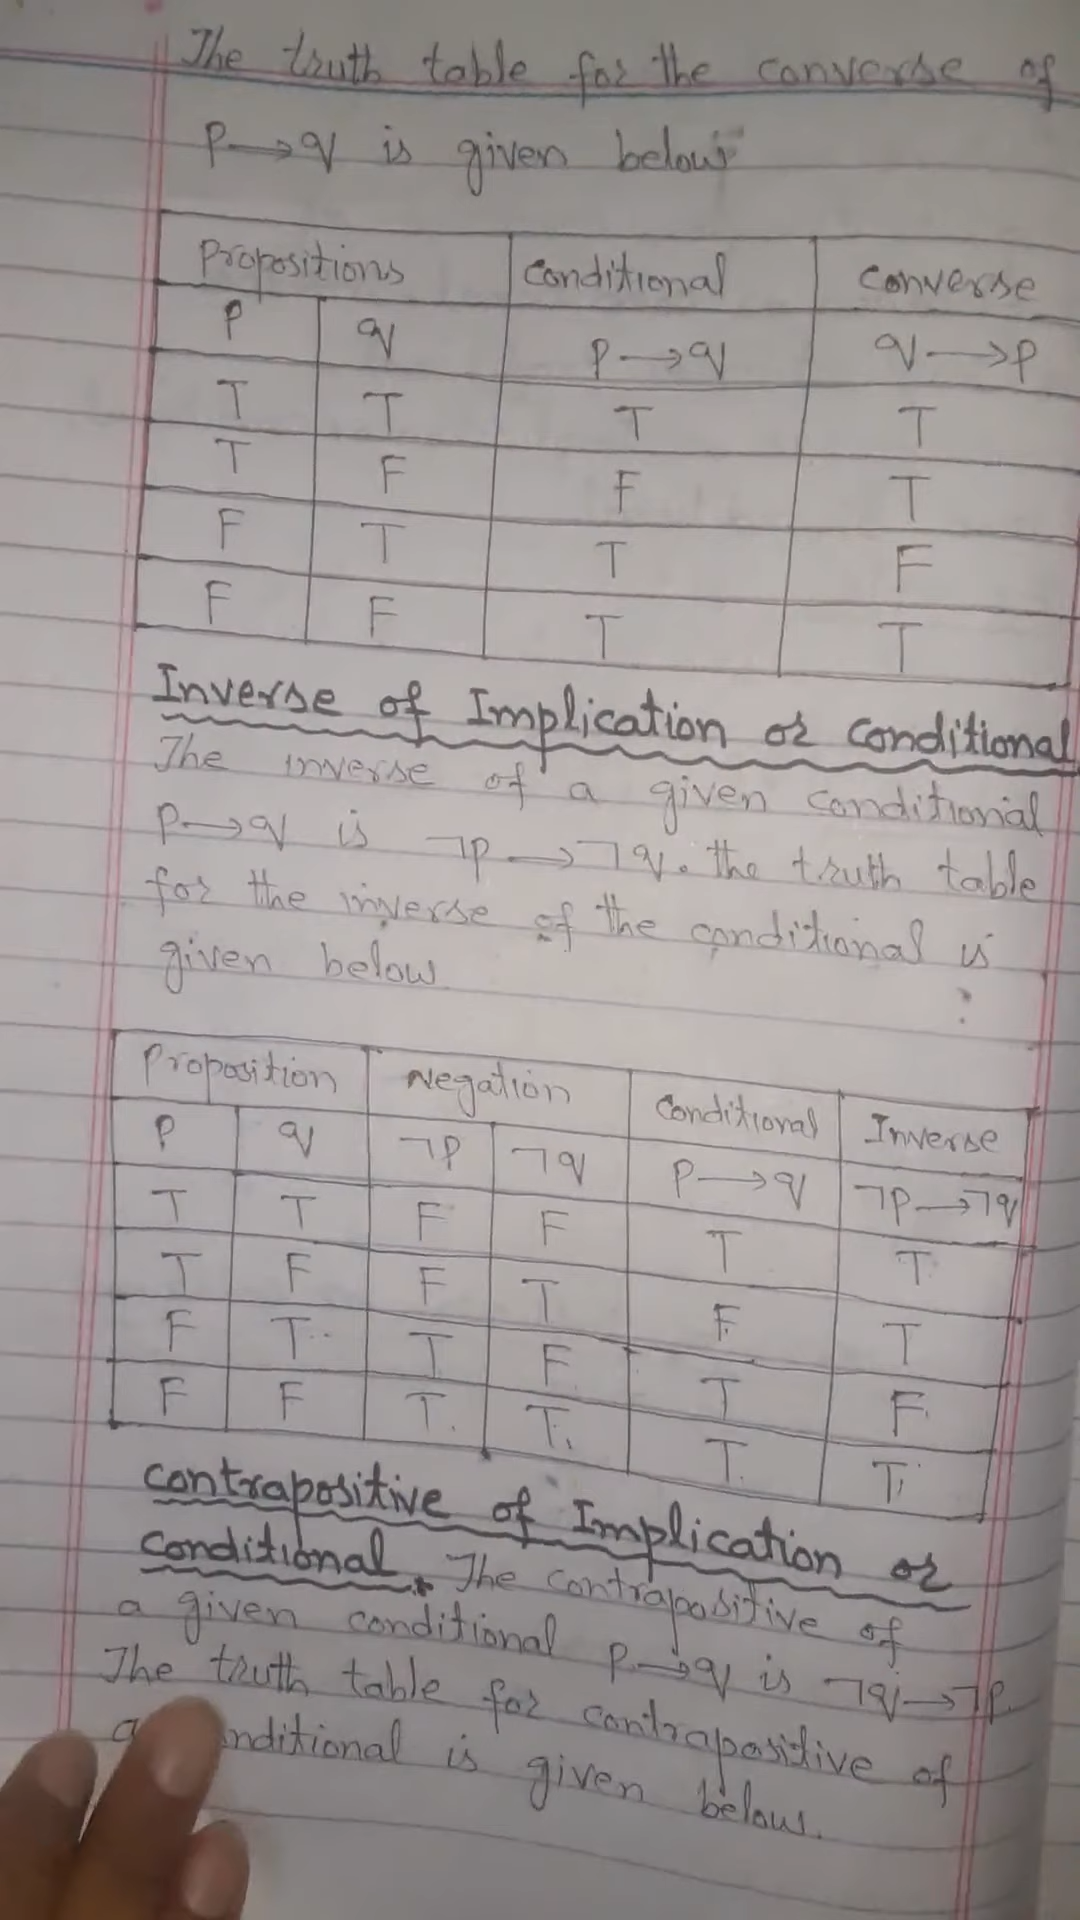 The truth table for the converse of
P→q is given below
Propositions Conditional Converse
P q P→q q→p
T T T T
T F F T
F T T F
F F T T
Inverse of Implication or Conditional
The inverse of a given conditional
P→q is ¬p→¬q. the truth table
for the inverse of the conditional is
given below
:
Proposition Negation Conditional Inverse
P q ¬P ¬q P→q ¬P→¬q
T T F F T T
T F F T F T
F T T F T F
F F T T T T
Contrapositive of Implication or
Conditional. The contrapositive of
a given conditional P→q is ¬q→¬p
The truth table for contrapositive of
a nditional is given below.